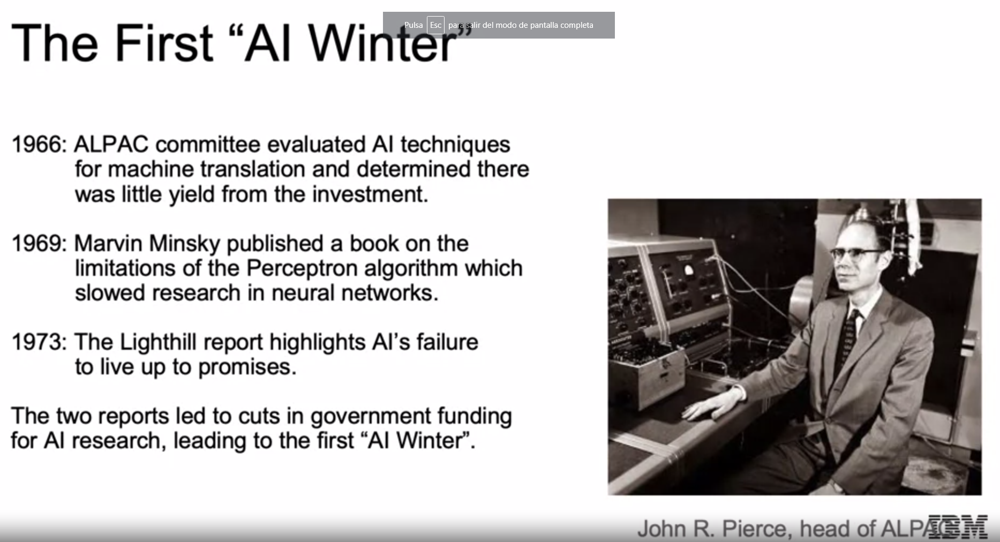 Pulsa Esc para salir del modo de pantalla completa
The First “AI Winter”
1966: ALPAC committee evaluated AI techniques
for machine translation and determined there
was little yield from the investment.
1969: Marvin Minsky published a book on the
limitations of the Perceptron algorithm which
slowed research in neural networks.
1973: The Lighthill report highlights AI’s failure
to live up to promises.
The two reports led to cuts in government funding
for AI research, leading to the first “AI Winter”.
John R. Pierce, head of ALPAC
IBM